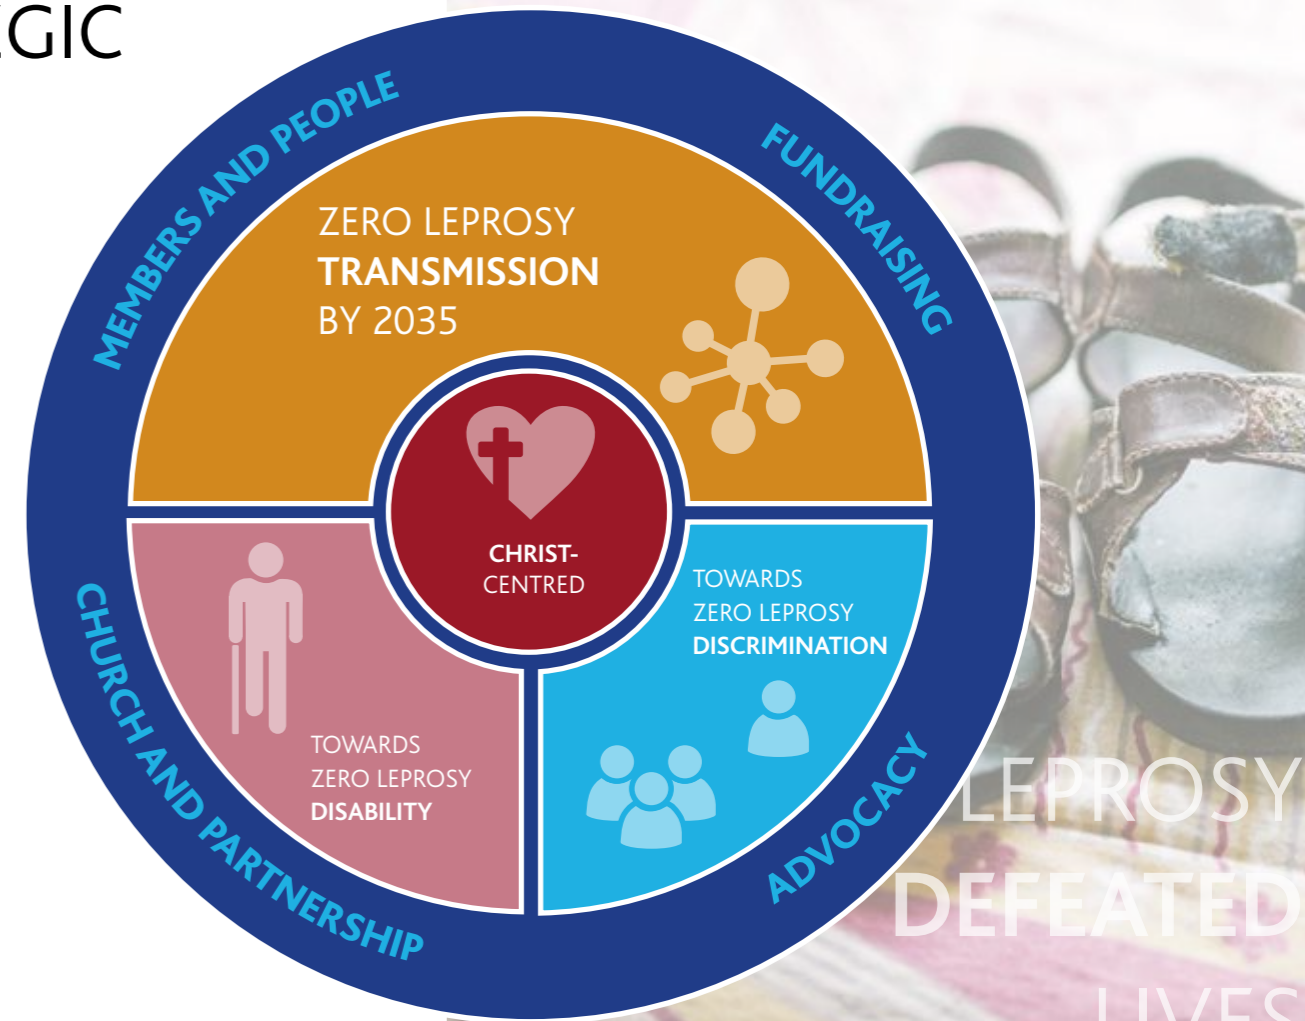 MEMBERS AND PEOPLE
FUNDRAISING
ZERO LEPROSY
TRANSMISSION
BY 2035
CHRIST-
CENTRED
TOWARDS
ZERO LEPROSY
DISCRIMINATION
TOWARDS
ZERO LEPROSY
DISABILITY
CHURCH AND PARTNERSHIP
ADVOCACY
LEPROSY
DEFEATED
LIVES